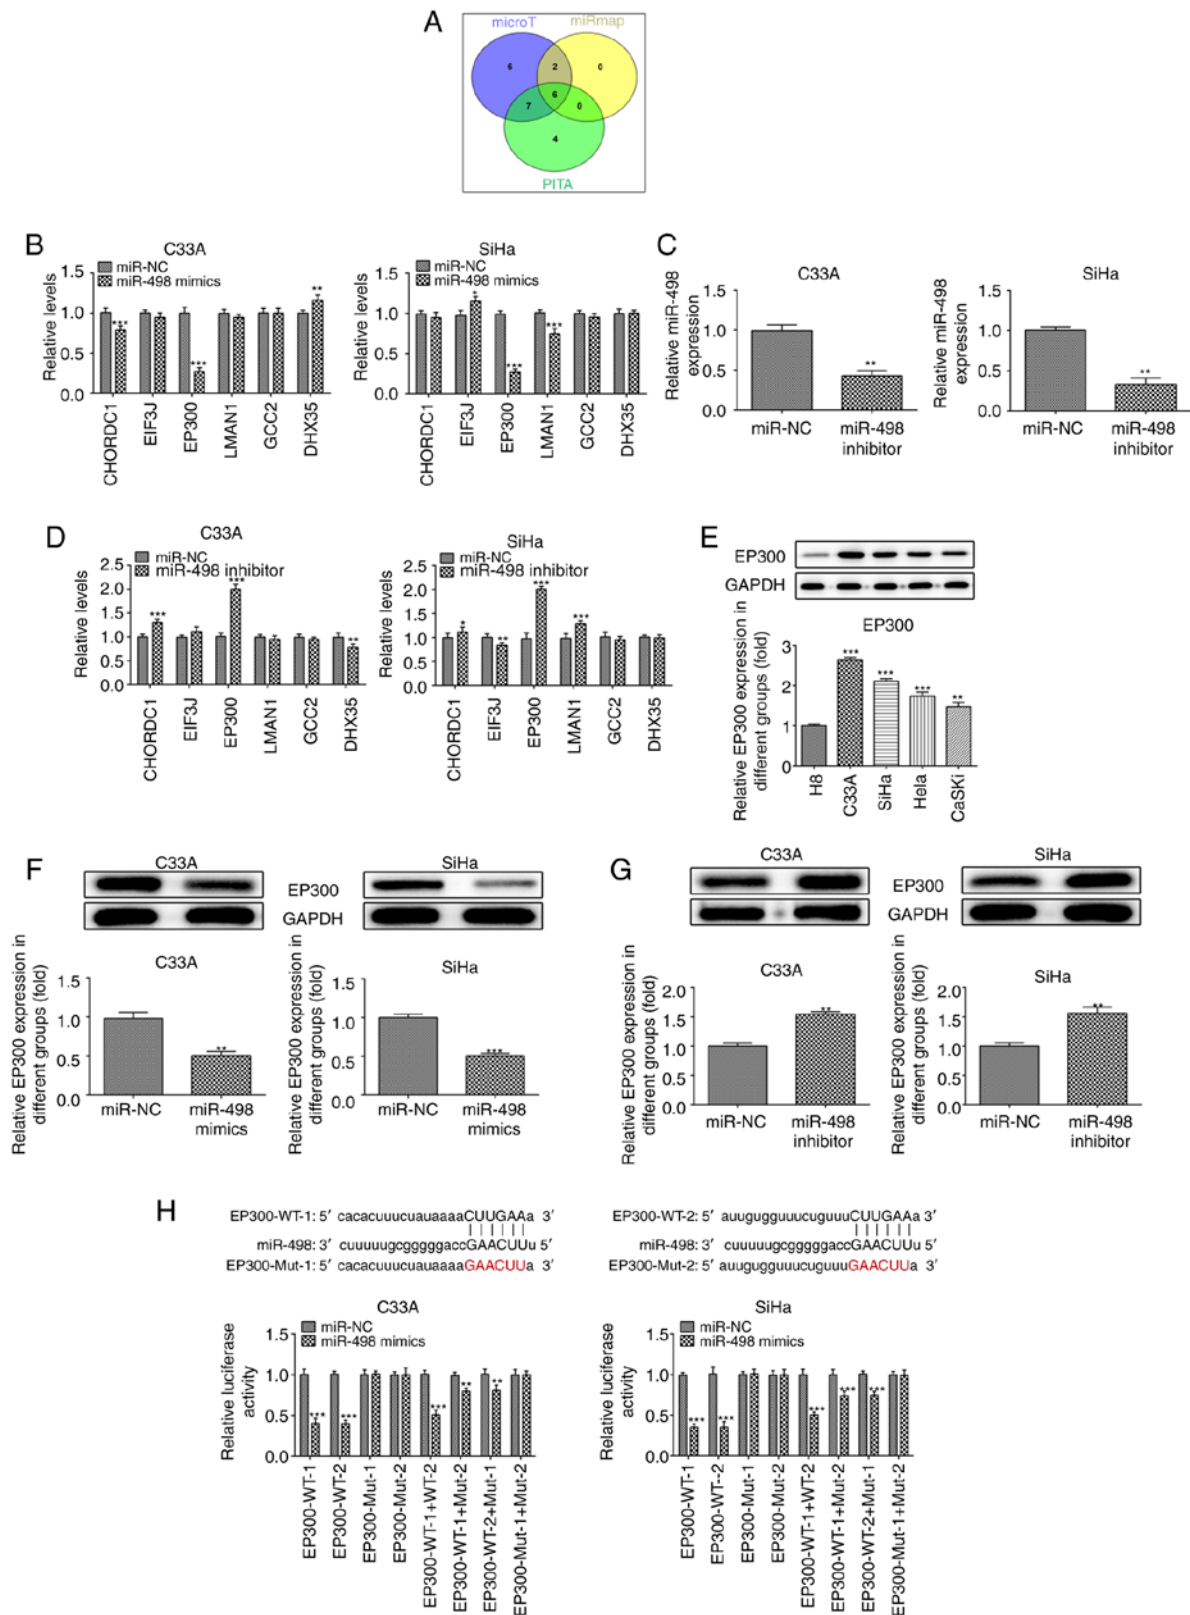 A
microT
miRmap
6
2
0
6
7
0
4
PITA
B
C33A
miR-NC
miR-498 mimics
Relative levels
1.5
1.0
0.5
0.0
***
***
**
CHORDC1
EIF3J
EP300
LMAN1
GCC2
DHX35
SiHa
miR-NC
miR-498 mimics
Relative levels
1.5
1.0
0.5
0.0
*
***
***
CHORDC1
EIF3J
EP300
LMAN1
GCC2
DHX35
C
C33A
Relative miR-498
expression
1.5
1.0
0.5
0.0
**
miR-NC
miR-498
inhibitor
SiHa
Relative miR-498
expression
1.5
1.0
0.5
0.0
**
miR-NC
miR-498
inhibitor
D
C33A
miR-NC
miR-498 inhibitor
Relative levels
2.5
2.0
1.5
1.0
0.5
0.0
***
***
**
CHORDC1
EIF3J
EP300
LMAN1
GCC2
DHX35
SiHa
miR-NC
miR-498 inhibitor
Relative levels
2.5
2.0
1.5
1.0
0.5
0.0
*
**
***
***
CHORDC1
EIF3J
EP300
LMAN1
GCC2
DHX35
E
EP300
GAPDH
EP300
Relative EP300 expression in
different groups (fold)
3
2
1
0
***
***
***
**
H8
C33A
SiHa
Hela
CaSKi
F
C33A
SiHa
EP300
GAPDH
C33A
Relative EP300 expression in
different groups (fold)
1.5
1.0
0.5
0.0
**
miR-NC
miR-498
mimics
SiHa
Relative EP300 expression in
different groups (fold)
1.5
1.0
0.5
0.0
***
miR-NC
miR-498
mimics
G
C33A
SiHa
EP300
GAPDH
C33A
Relative EP300 expression in
different groups (fold)
2.0
1.5
1.0
0.5
0.0
**
miR-NC
miR-498
inhibitor
SiHa
Relative EP300 expression in
different groups (fold)
2.0
1.5
1.0
0.5
0.0
**
miR-NC
miR-498
inhibitor
H
EP300-WT-1: 5′ cacacuuucuauaaaaCUUGAAa 3′
miR-498: 3′ cuuuuugcgggggaccGAACUUu 5′
EP300-Mut-1: 5′ cacacuuucuauaaaaGAACUUa 3′
EP300-WT-2: 5′ auugugguuucuguuuCUUGAAa 3′
miR-498: 3′ cuuuuugcgggggaccGAACUUu 5′
EP300-Mut-2: 5′ auugugguuucuguuuGAACUUa 3′
C33A
miR-NC
miR-498 mimics
Relative luciferase
activity
1.5
1.0
0.5
0.0
***
***
***
**
**
EP300-WT-1
EP300-WT-2
EP300-Mut-1
EP300-Mut-2
EP300-WT-1+WT-2
EP300-WT-1+Mut-2
EP300-WT-2+Mut-1
EP300-Mut-1+Mut-2
SiHa
miR-NC
miR-498 mimics
Relative luciferase
activity
1.5
1.0
0.5
0.0
***
***
***
***
***
EP300-WT-1
EP300-WT--2
EP300-Mut-1
EP300-Mut-2
EP300-WT-1+WT-2
EP300-WT-1+Mut-2
EP300-WT-2+Mut-1
EP300-Mut-1+Mut-2